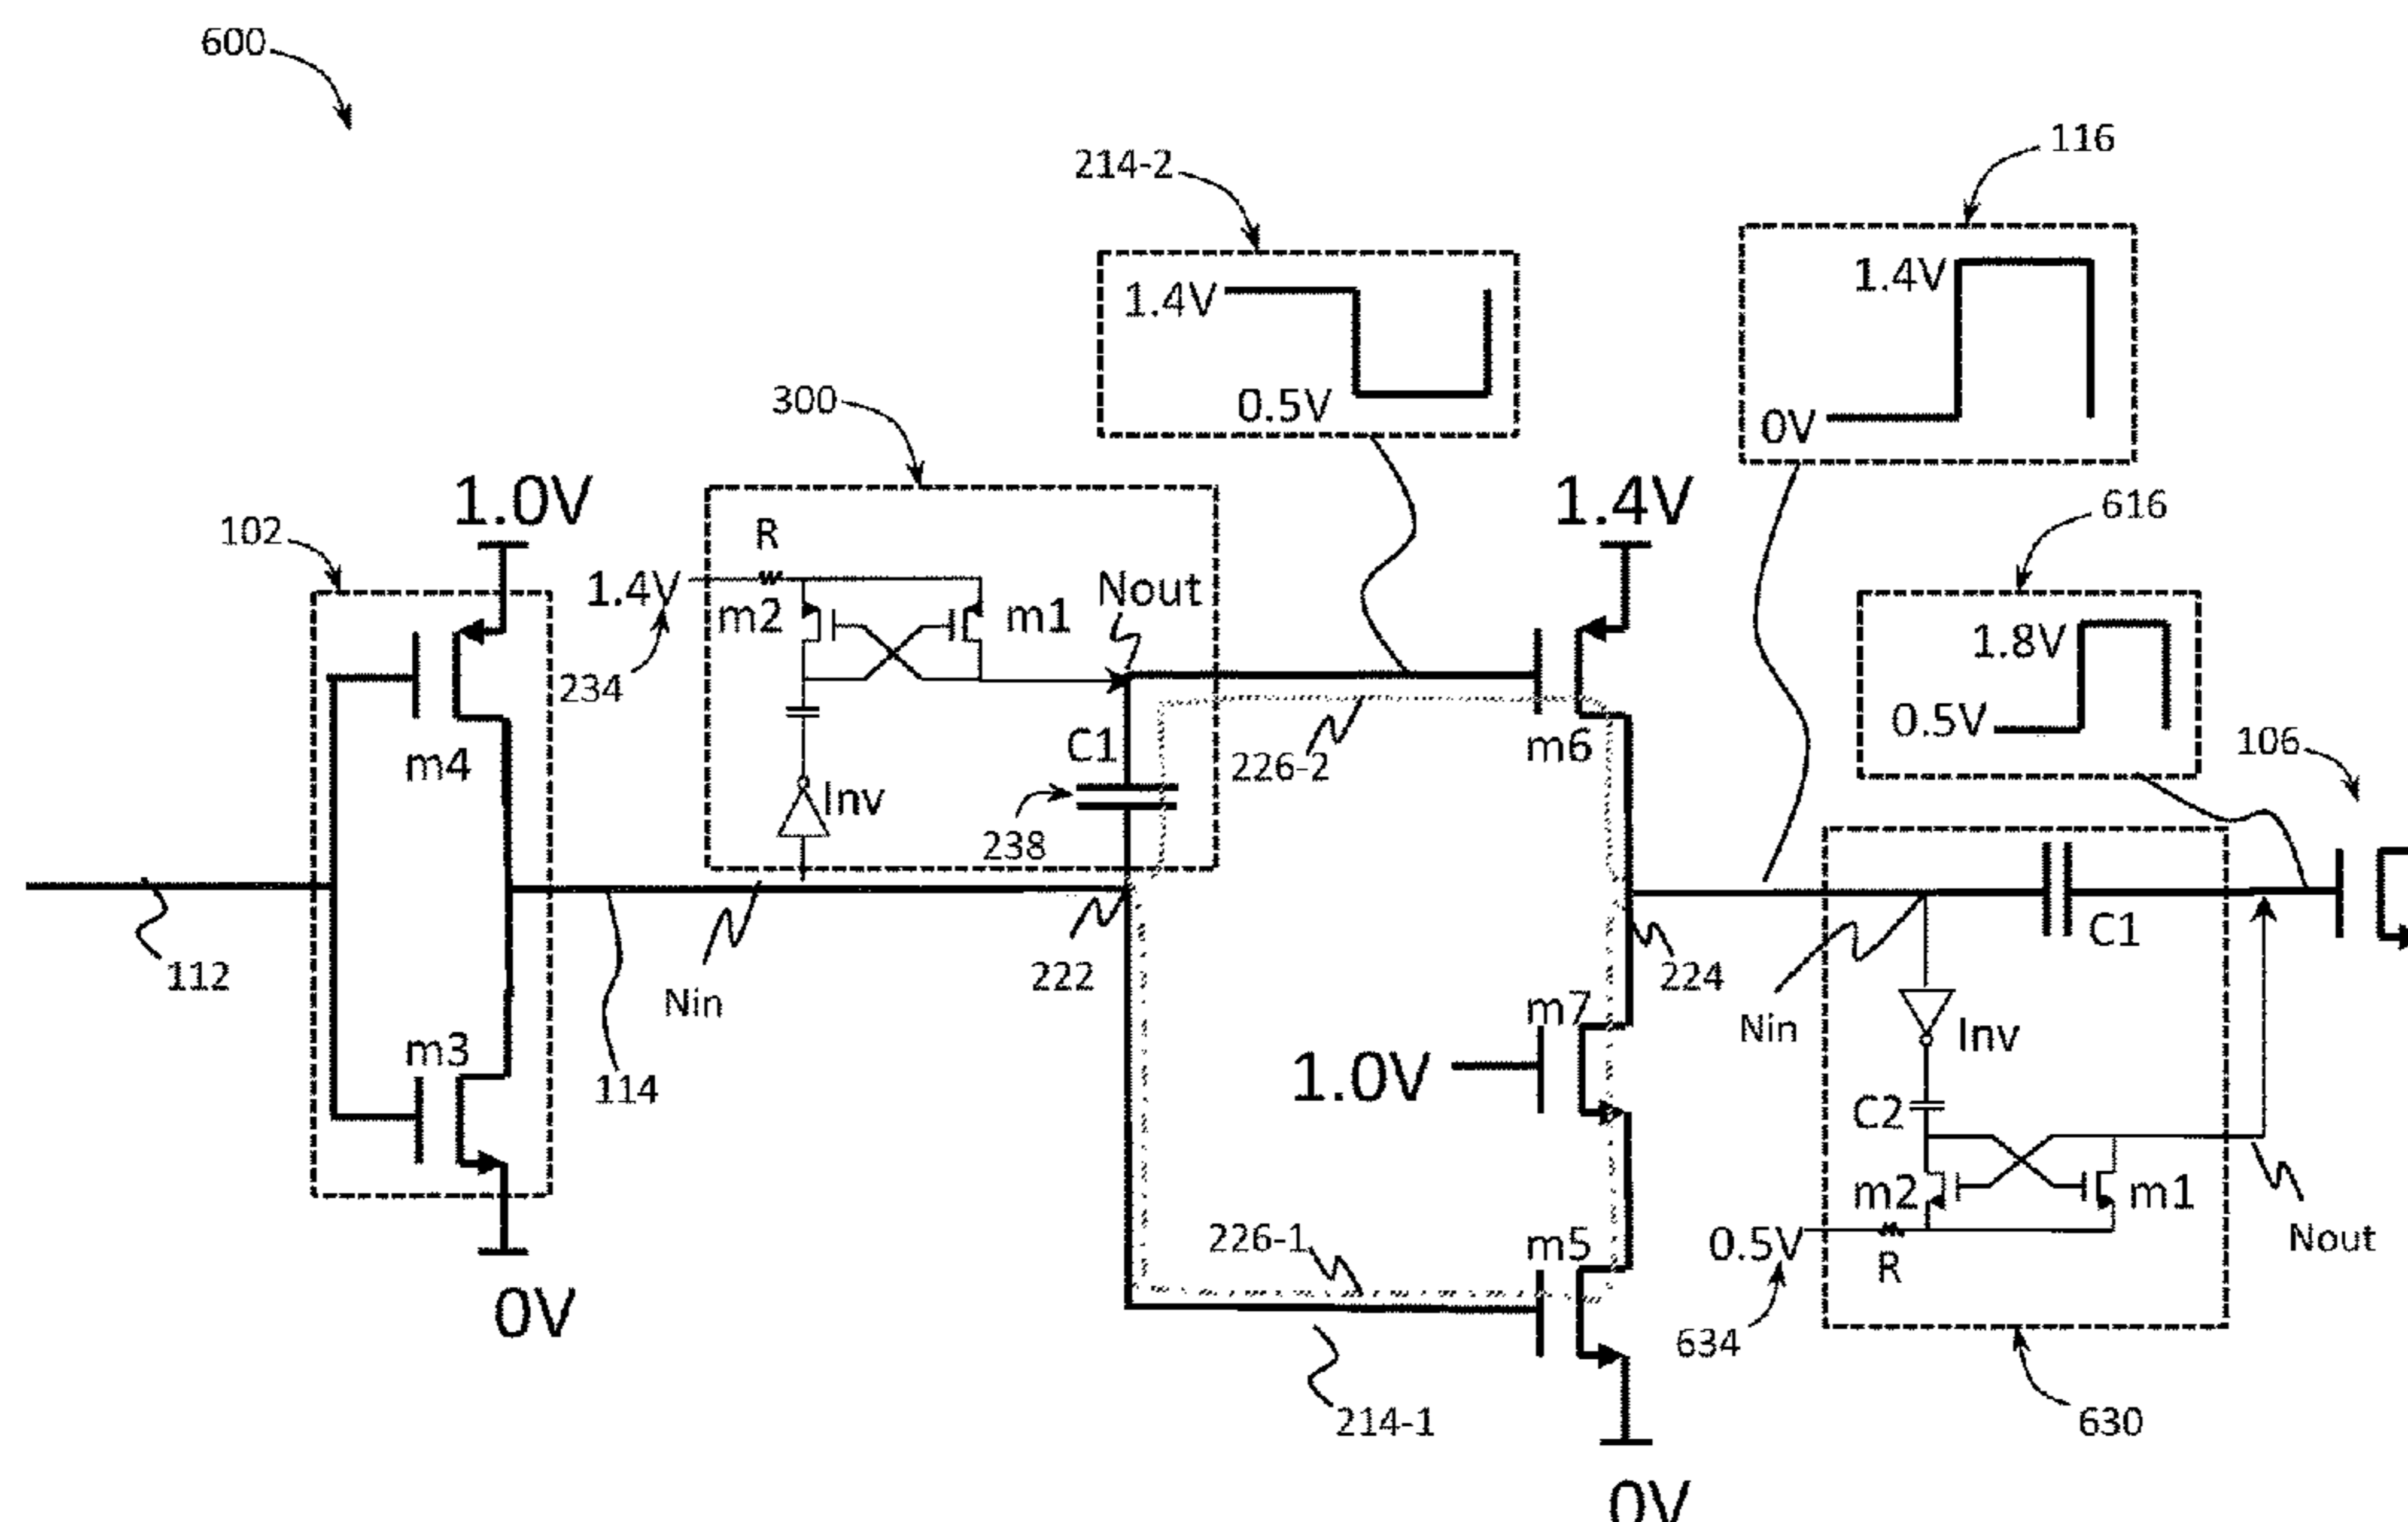 600
116
214-2
1.4V
1.4V
0.5V
0V
300
1.0V
1.4V
616
102
R
1.4V
m2
m1
Nout
1.8V
234
0.5V
106
m4
C1
226-2
m6
Inv
238
C1
112
Nin
222
224
m7
Nin
Inv
m3
1.0V
114
C2
m2
m1
226-1
m5
0.5V
R
Nout
0V
634
214-1
630
0V